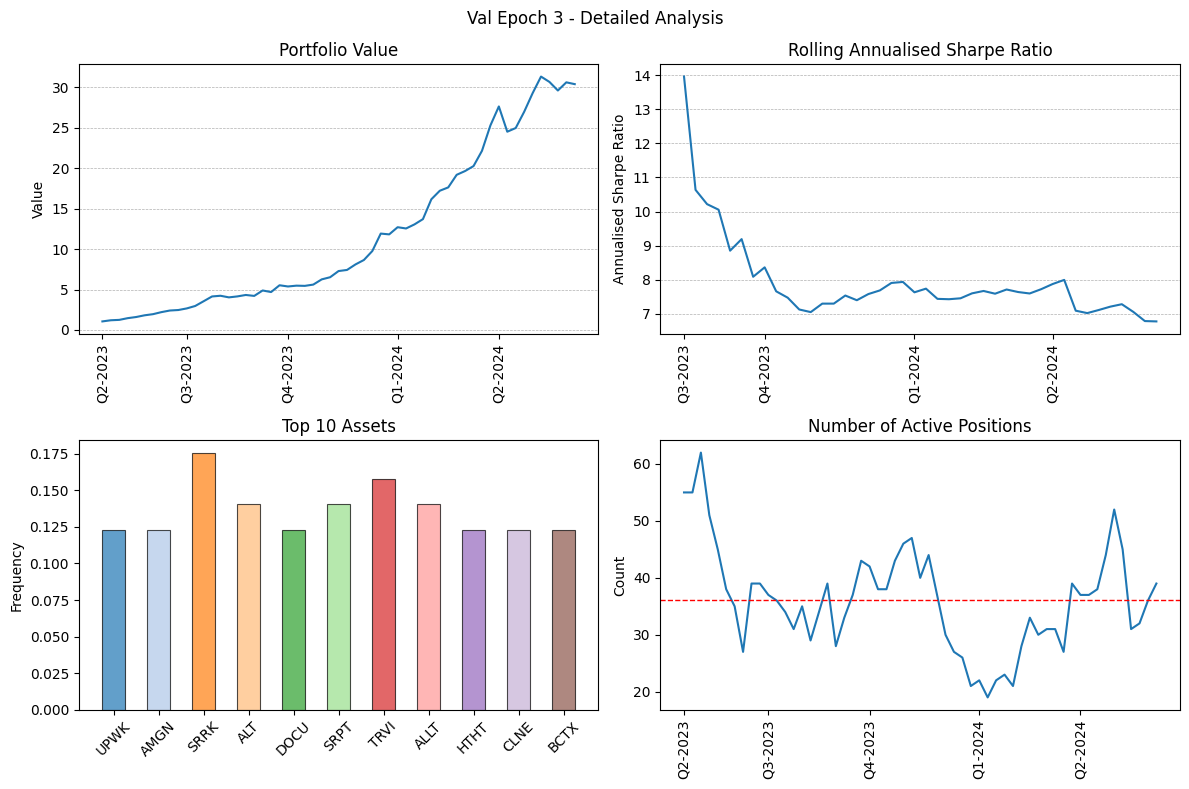 Val Epoch 3 - Detailed Analysis
Portfolio Value
Value
30
25
20
15
10
5
0
Q2-2023
Q3-2023
Q4-2023
Q1-2024
Q2-2024
Rolling Annualised Sharpe Ratio
Annualised Sharpe Ratio
14
13
12
11
10
9
8
7
Q3-2023
Q4-2023
Q1-2024
Q2-2024
Top 10 Assets
Frequency
0.175
0.150
0.125
0.100
0.075
0.050
0.025
0.000
UPWK
AMGN
SRRK
ALT
DOCU
SRPT
TRVI
ALLT
HTHT
CLNE
BCTX
Number of Active Positions
Count
60
50
40
30
20
Q2-2023
Q3-2023
Q4-2023
Q1-2024
Q2-2024